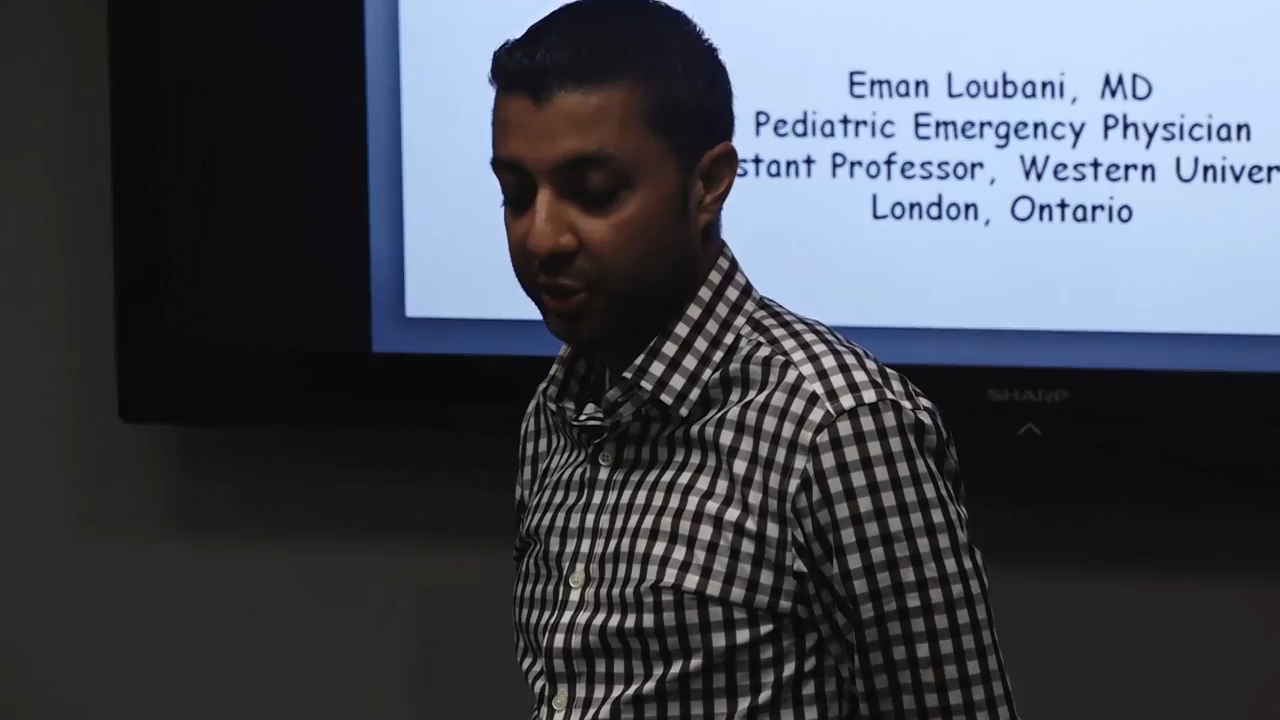 Eman Loubani, MD
Pediatric Emergency Physician
stant Professor, Western Univer
London, Ontario
SHARP